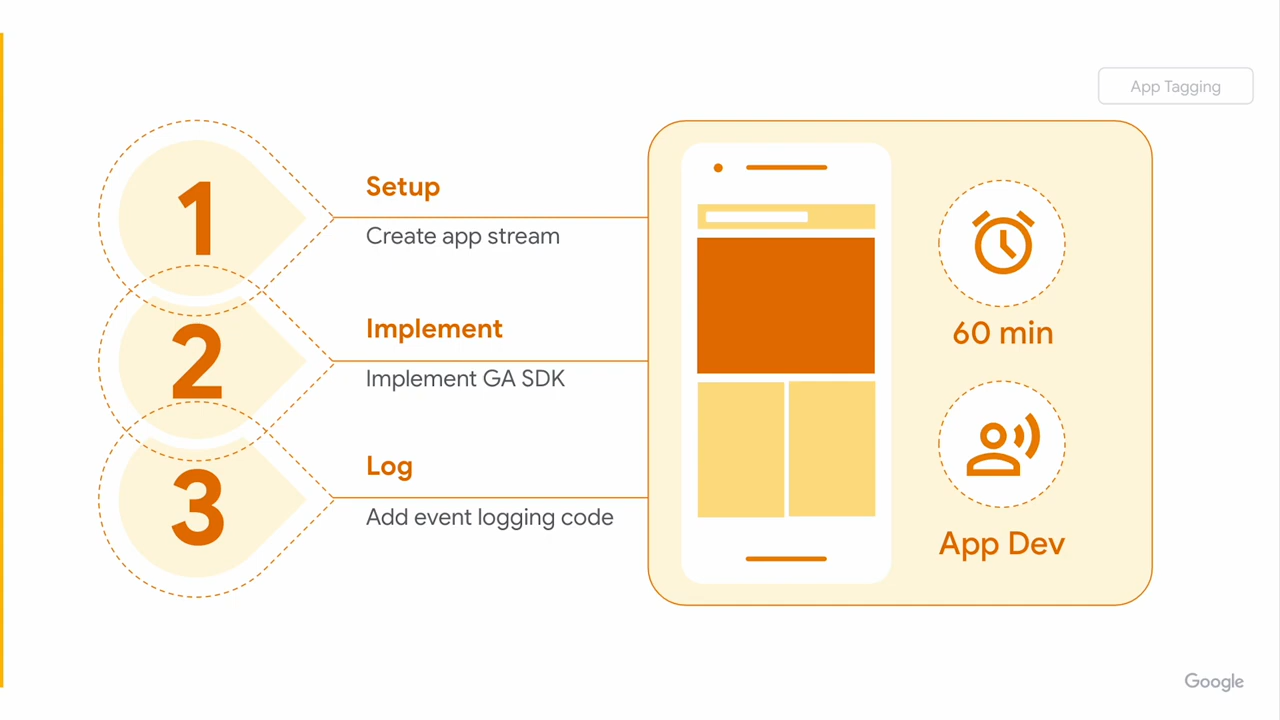 App Tagging
1
Setup
Create app stream
2
Implement
Implement GA SDK
3
Log
Add event logging code
60 min
App Dev
Google